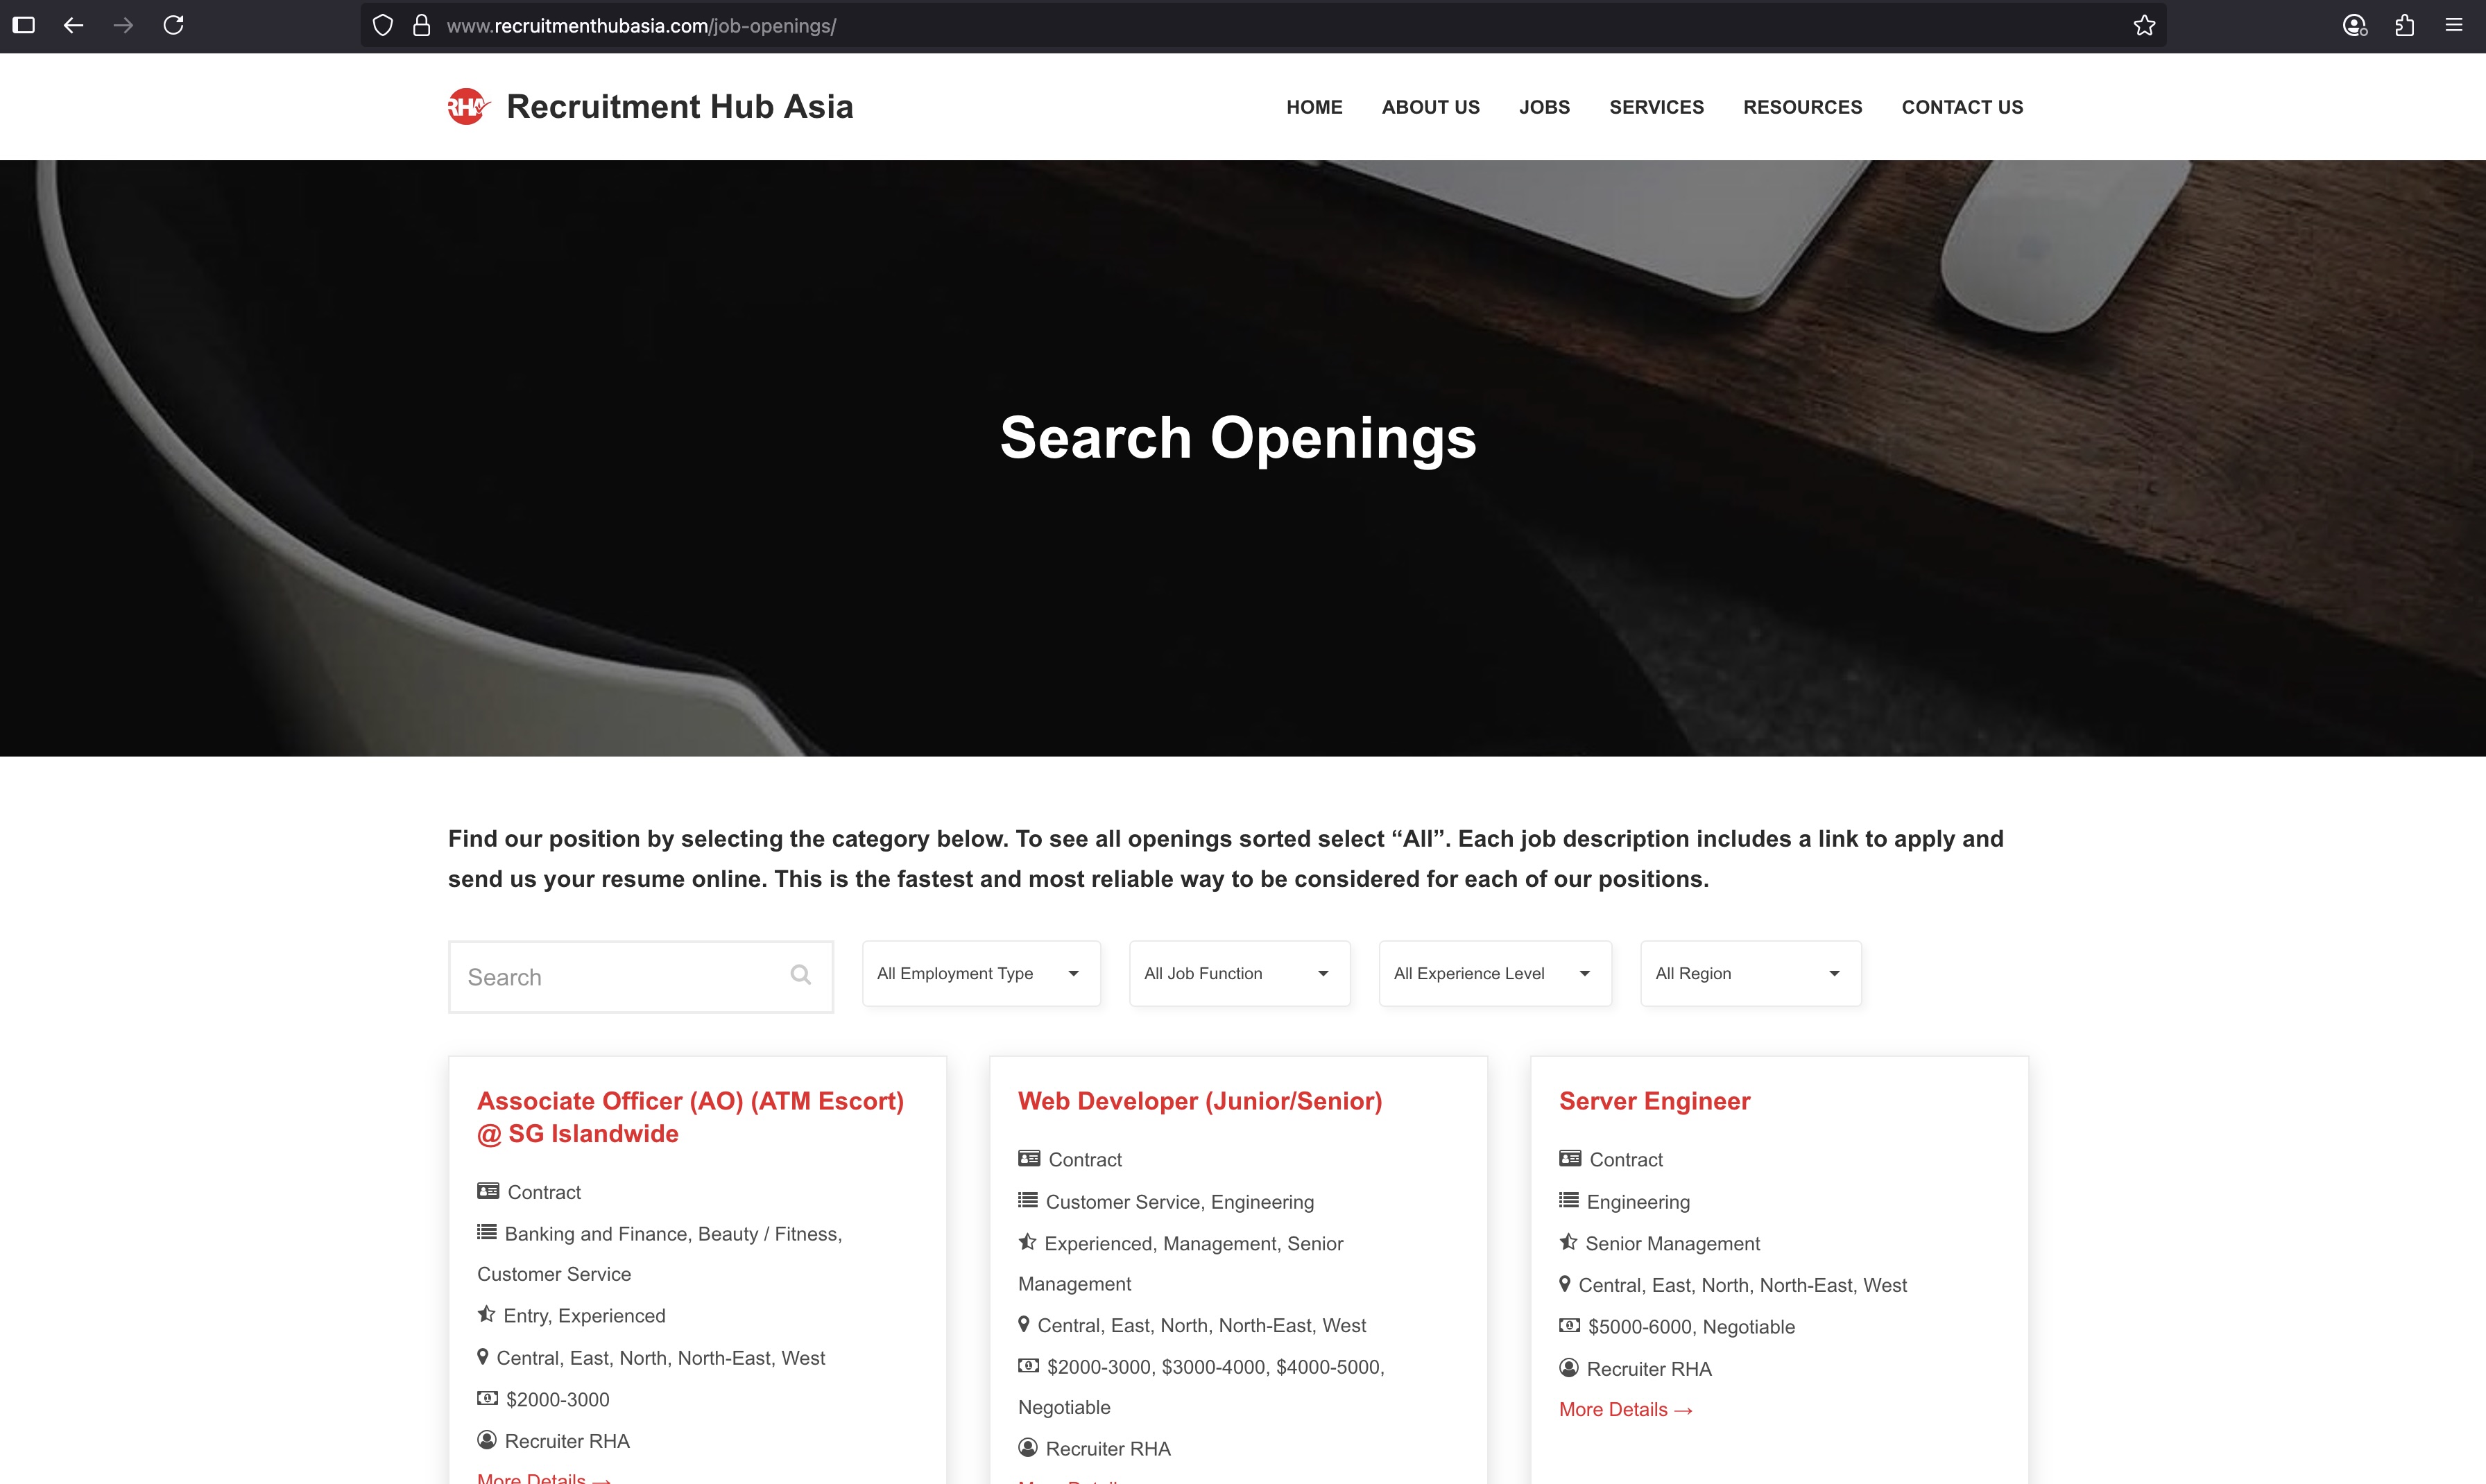 www.recruitmenthubasia.com/job-openings/
RHA Recruitment Hub Asia
HOME ABOUT US JOBS SERVICES RESOURCES CONTACT US
Search Openings
Find our position by selecting the category below. To see all openings sorted select “All”. Each job description includes a link to apply and
send us your resume online. This is the fastest and most reliable way to be considered for each of our positions.
Search
All Employment Type
All Job Function
All Experience Level
All Region
Associate Officer (AO) (ATM Escort)
@ SG Islandwide
Contract
Banking and Finance, Beauty / Fitness,
Customer Service
Entry, Experienced
Central, East, North, North-East, West
$2000-3000
Recruiter RHA
More Details →
Web Developer (Junior/Senior)
Contract
Customer Service, Engineering
Experienced, Management, Senior
Management
Central, East, North, North-East, West
$2000-3000, $3000-4000, $4000-5000,
Negotiable
Recruiter RHA
Server Engineer
Contract
Engineering
Senior Management
Central, East, North, North-East, West
$5000-6000, Negotiable
Recruiter RHA
More Details →